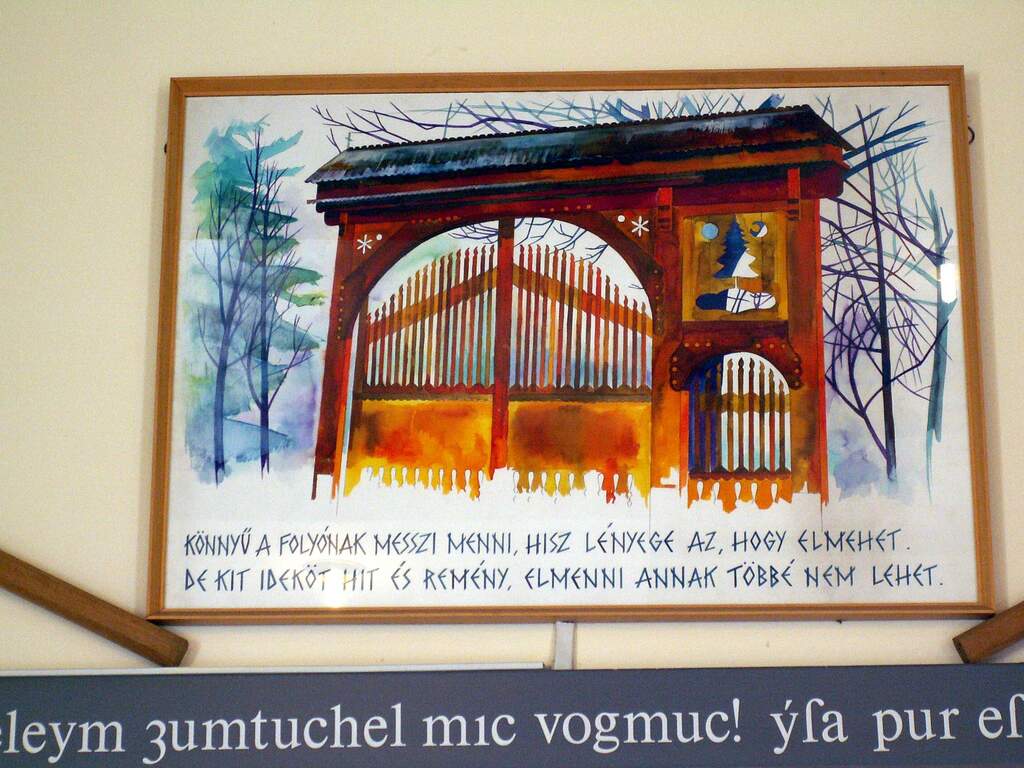 KÖNNYŰ A FOLYÓNAK MESSZI MENNI, HISZ LÉNYEGE AZ, HOGY ELMEHET.
DE KIT IDEKÖT HIT ÉS REMÉNY, ELMENNI ANNAK TÖBBÉ NEM LEHET.
eleym ʒumtuchel mıc vogmuc! ýſa pur eſ